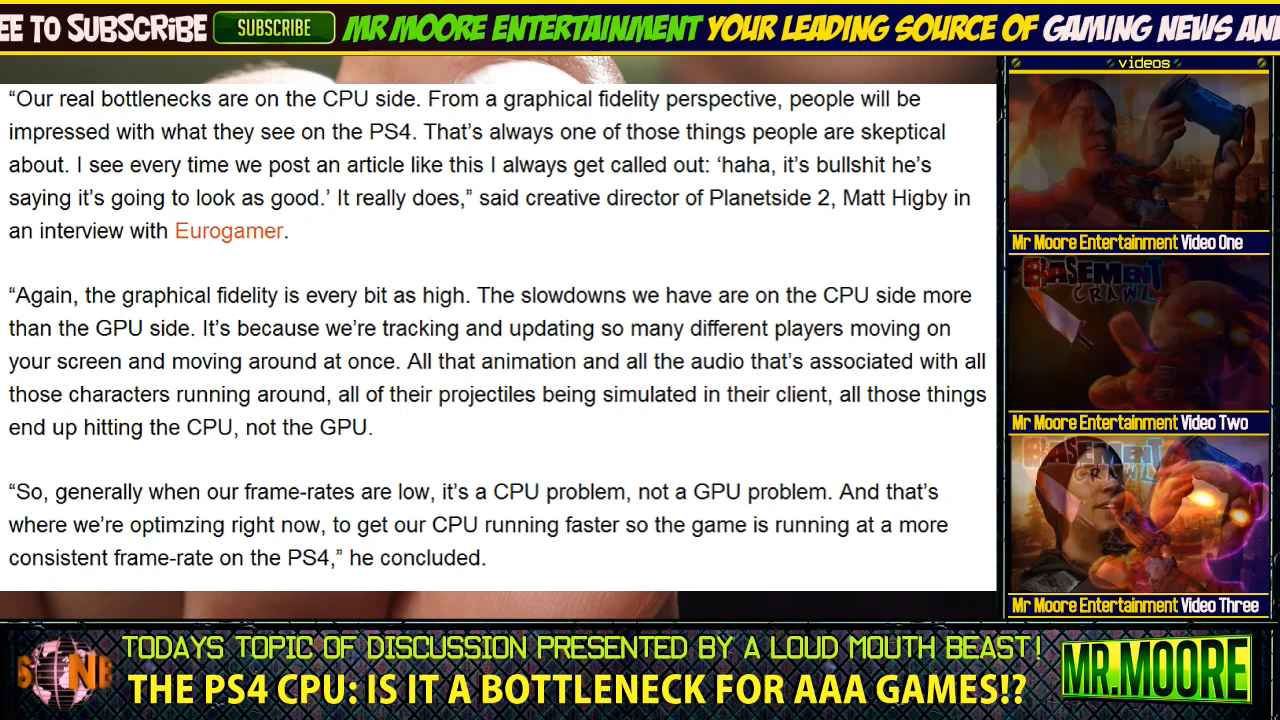 EE TO SUBSCRIBE SUBSCRIBE MR MOORE ENTERTAINMENT YOUR LEADING SOURCE OF GAMING NEWS AN
videos
“Our real bottlenecks are on the CPU side. From a graphical fidelity perspective, people will be
impressed with what they see on the PS4. That’s always one of those things people are skeptical
about. I see every time we post an article like this I always get called out: ‘haha, it’s bullshit he’s
saying it’s going to look as good.’ It really does,” said creative director of Planetside 2, Matt Higby in
an interview with Eurogamer.
“Again, the graphical fidelity is every bit as high. The slowdowns we have are on the CPU side more
than the GPU side. It’s because we’re tracking and updating so many different players moving on
your screen and moving around at once. All that animation and all the audio that’s associated with all
those characters running around, all of their projectiles being simulated in their client, all those things
end up hitting the CPU, not the GPU.
“So, generally when our frame-rates are low, it’s a CPU problem, not a GPU problem. And that’s
where we’re optimzing right now, to get our CPU running faster so the game is running at a more
consistent frame-rate on the PS4,” he concluded.
Mr Moore Entertainment Video One
BASEMENT
CRAWL
Mr Moore Entertainment Video Two
BASEMENT
CRAWL
Mr Moore Entertainment Video Three
TODAYS TOPIC OF DISCUSSION PRESENTED BY A LOUD MOUTH BEAST!
THE PS4 CPU: IS IT A BOTTLENECK FOR AAA GAMES!?
MR.MOORE